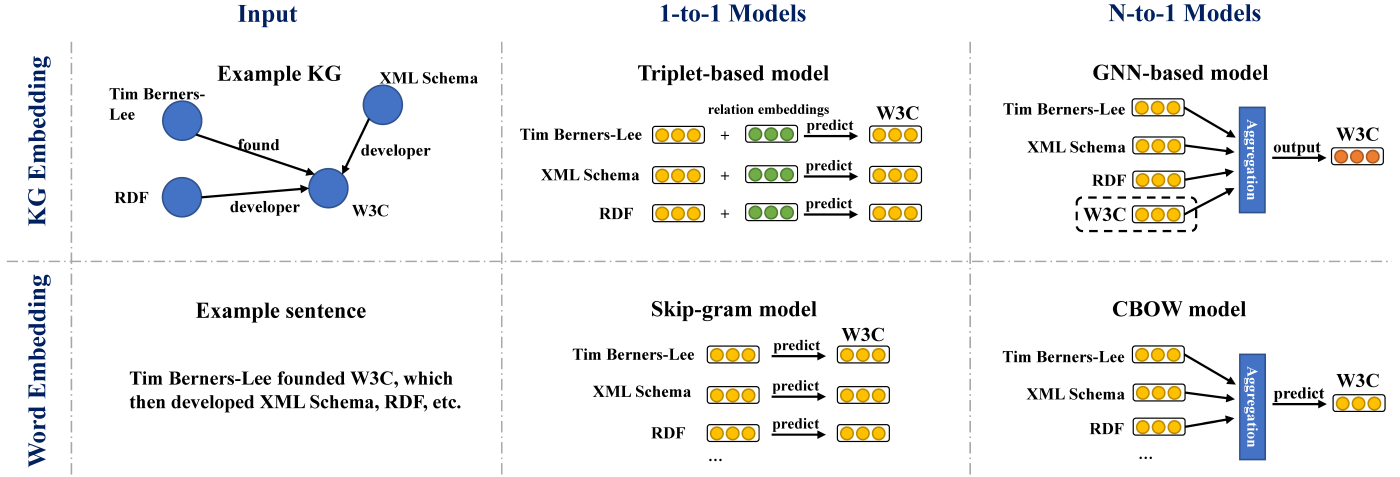 Input
1-to-1 Models
N-to-1 Models
KG Embedding
Example KG
Tim Berners-
Lee
XML Schema
found
developer
RDF
developer
W3C
Triplet-based model
relation embeddings
W3C
Tim Berners-Lee
+
predict
XML Schema
+
predict
RDF
+
predict
GNN-based model
Tim Berners-Lee
XML Schema
RDF
W3C
Aggregation
output
W3C
Word Embedding
Example sentence
Tim Berners-Lee founded W3C, which
then developed XML Schema, RDF, etc.
Skip-gram model
W3C
Tim Berners-Lee
predict
XML Schema
predict
RDF
predict
...
CBOW model
Tim Berners-Lee
XML Schema
RDF
...
Aggregation
predict
W3C